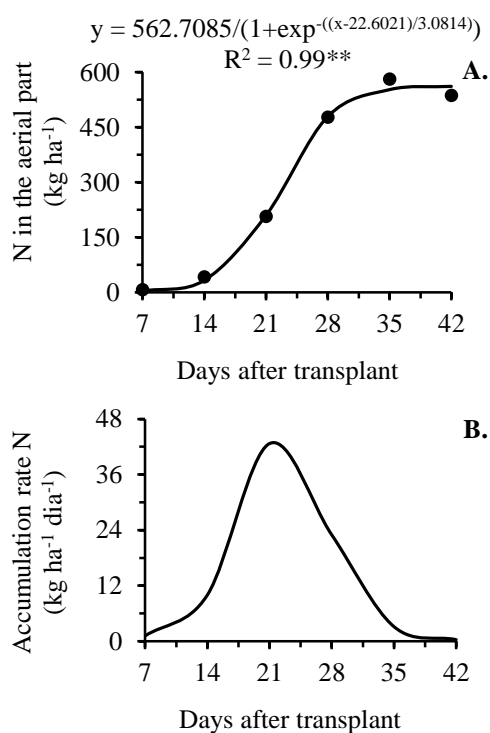 y = 562.7085/(1+exp-((x-22.6021)/3.0814))
R2 = 0.99**
A.
N in the aerial part
(kg ha-1)
600
450
300
150
0
7 14 21 28 35 42
Days after transplant
B.
Accumulation rate N
(kg ha-1 dia-1)
48
36
24
12
0
7 14 21 28 35 42
Days after transplant